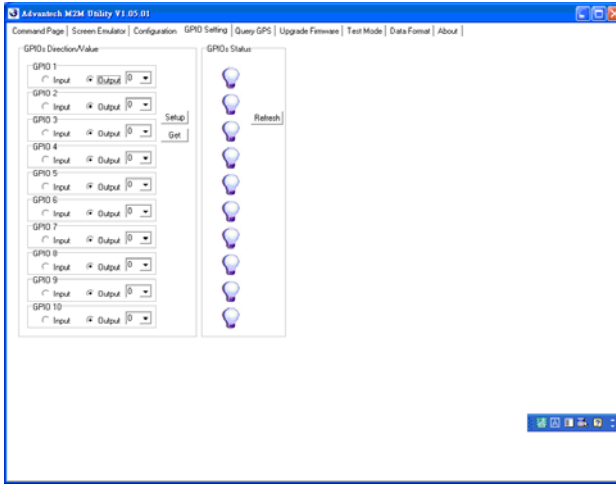 Advantech M2M Utility V1.05.01
Command Page | Screen Emulator | Configuration | GPIO Setting | Query GPS | Upgrade Firmware | Test Mode | Data Format | About
GPIOs Direction/Value
GPIOs Status
GPIO 1
Input Output 0
GPIO 2
Input Output 0
Setup
Refresh
GPIO 3
Input Output 0
Get
GPIO 4
Input Output 0
GPIO 5
Input Output 0
GPIO 6
Input Output 0
GPIO 7
Input Output 0
GPIO 8
Input Output 0
GPIO 9
Input Output 0
GPIO 10
Input Output 0